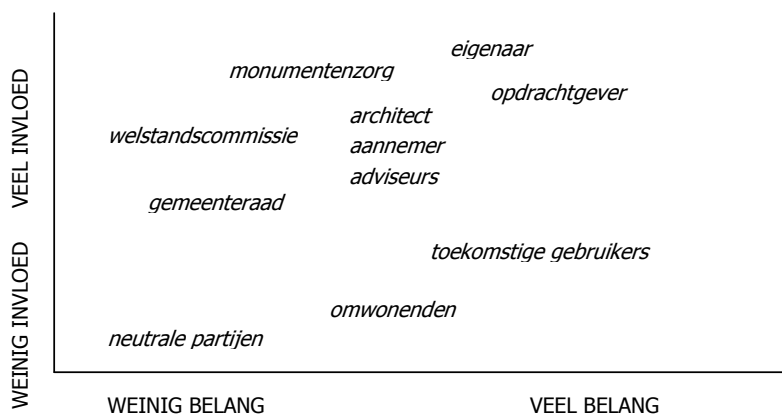 eigenaar
monumentenzorg
opdrachtgever
architect
welstandscommissie
aannemer
adviseurs
gemeenteraad
toekomstige gebruikers
omwonenden
neutrale partijen
VEEL INVLOED
WEINIG INVLOED
WEINIG BELANG
VEEL BELANG